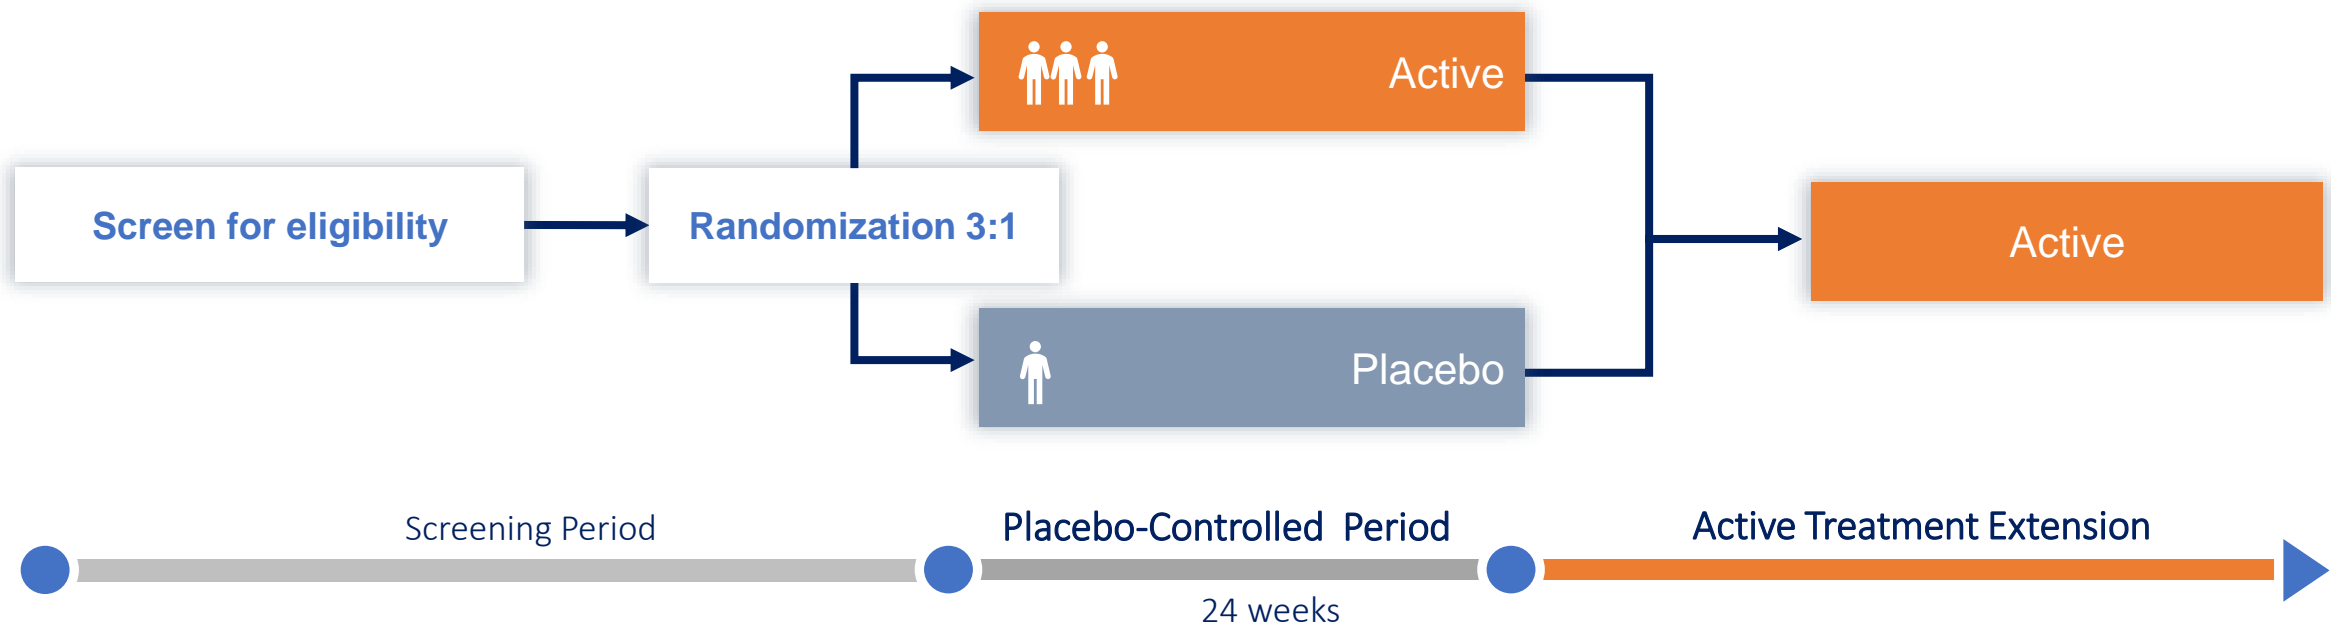 Screen for eligibility
Randomization 3:1
Active
Placebo
Active
Screening Period
Placebo-Controlled Period
24 weeks
Active Treatment Extension